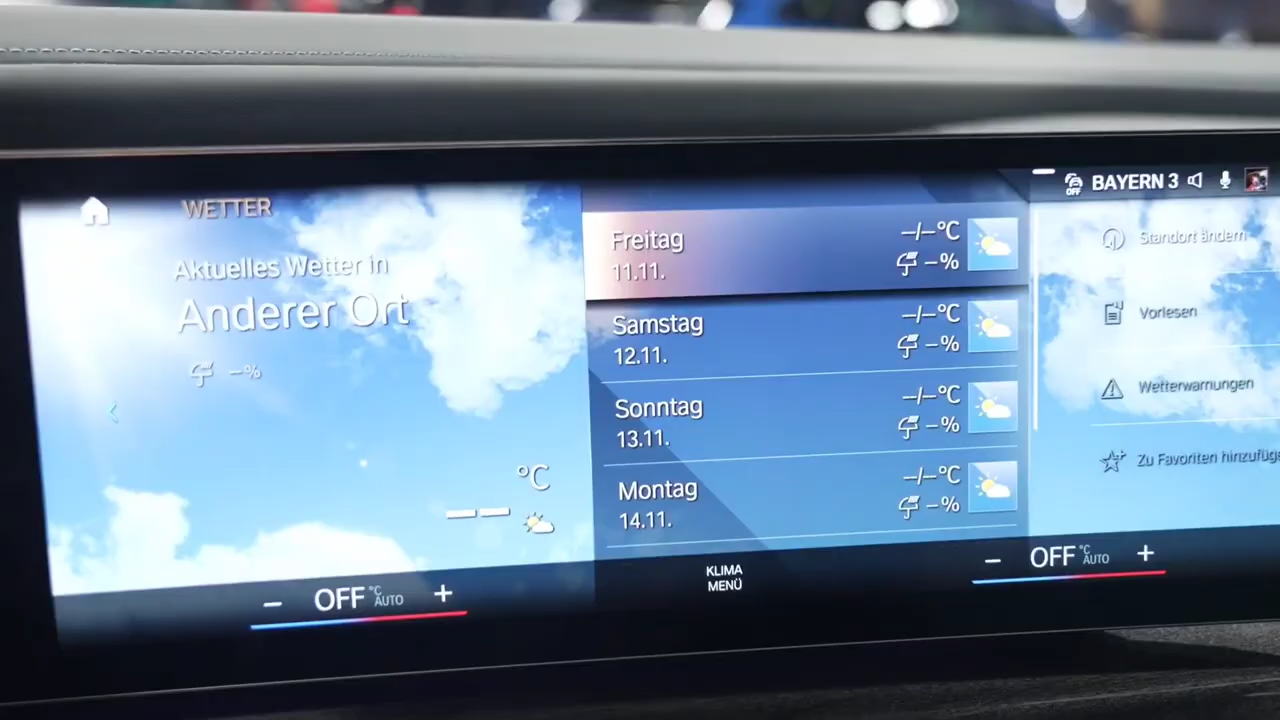 WETTER
Aktuelles Wetter in
Anderer Ort
–%
°C
––
Freitag
11.11.
–/–°C
–%
Samstag
12.11.
–/–°C
–%
Sonntag
13.11.
–/–°C
–%
Montag
14.11.
–/–°C
–%
OFF
BAYERN 3
Standort ändern
Vorlesen
Wetterwarnungen
Zu Favoriten hinzufüge
– OFF °C AUTO +
KLIMA
MENÜ
– OFF °C AUTO +